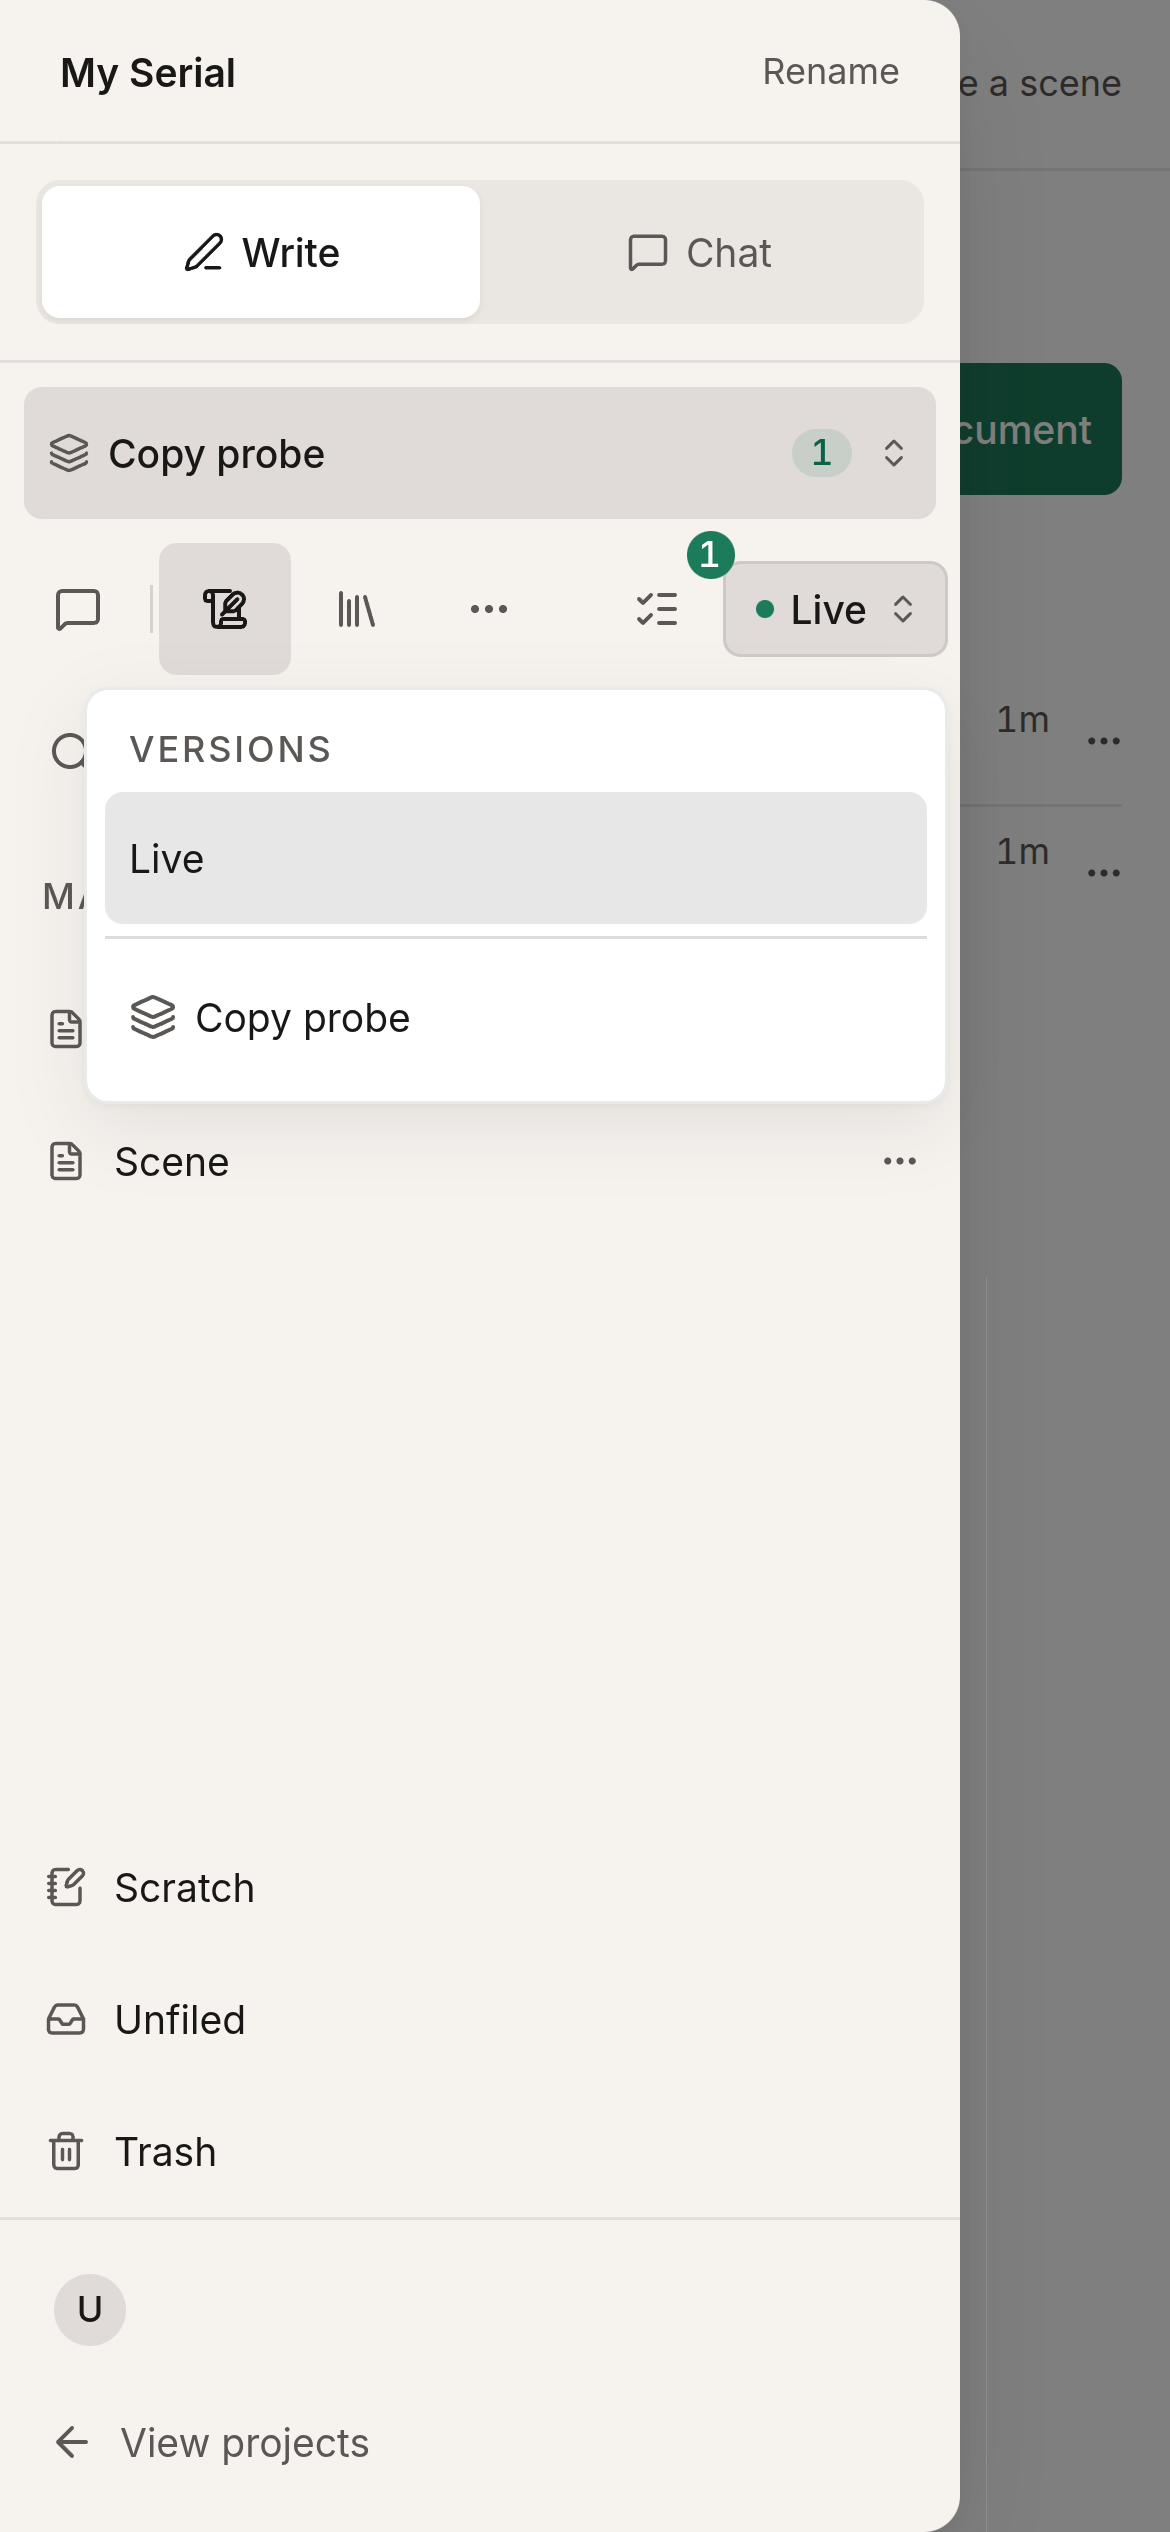 My Serial
Rename
e a scene
Write
Chat
Copy probe
1
cument
1
Live
VERSIONS
1m
Live
1m
MA
Copy probe
Scene
Scratch
Unfiled
Trash
U
View projects